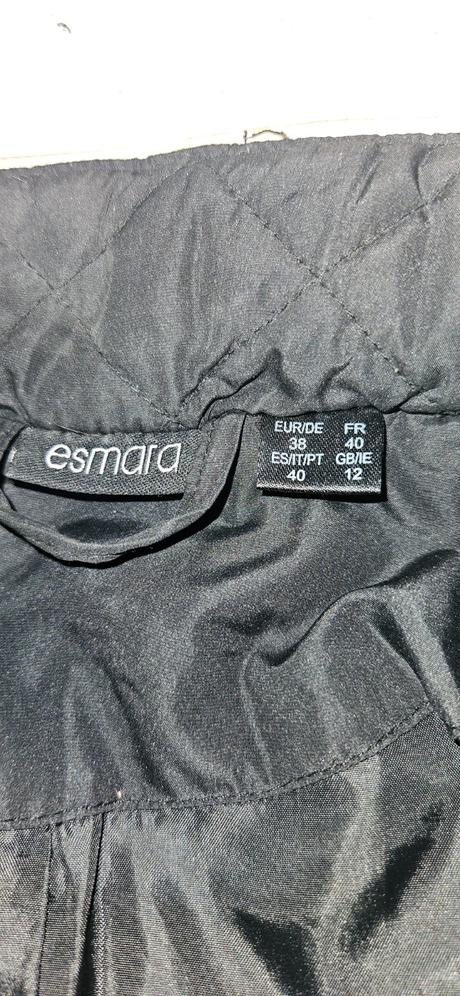 esmara
EUR/DE FR
38 40
ES/IT/PT GB/IE
40 12